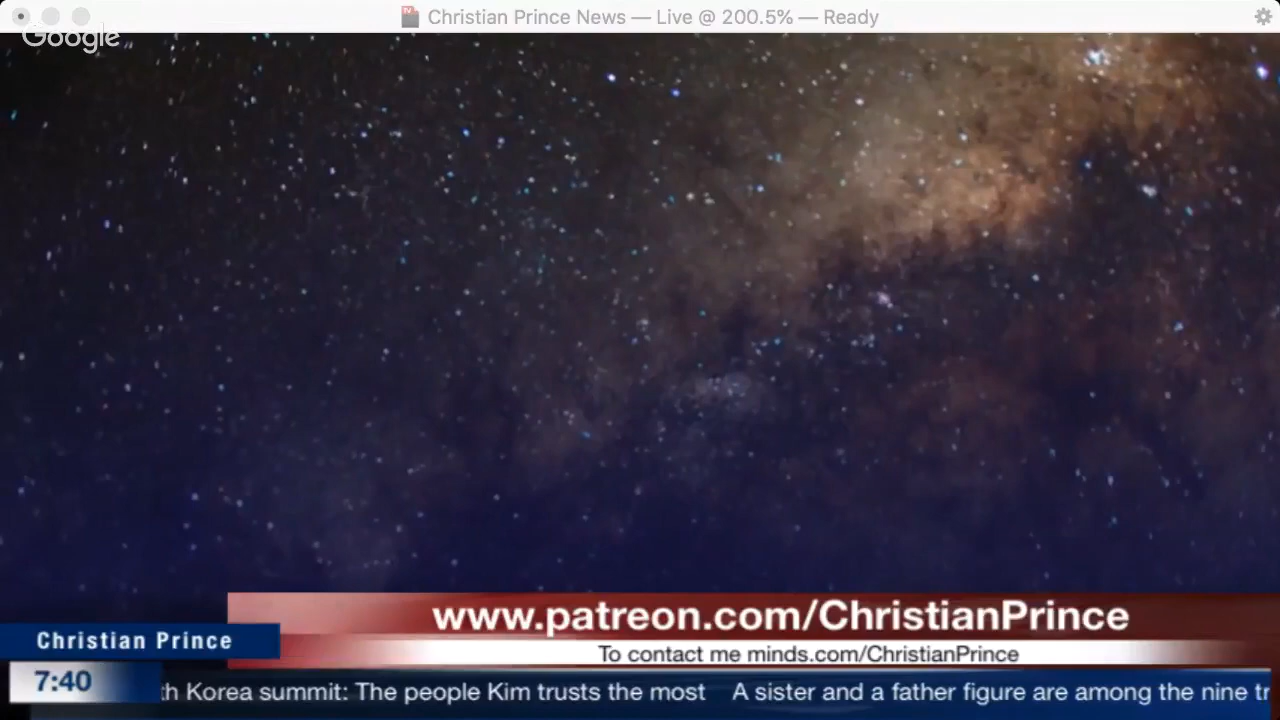 Christian Prince News — Live @ 200.5% — Ready
Google
www.patreon.com/ChristianPrince
Christian Prince
To contact me minds.com/ChristianPrince
7:40
Korea summit: The people Kim trusts the most A sister and a father figure are among the nine